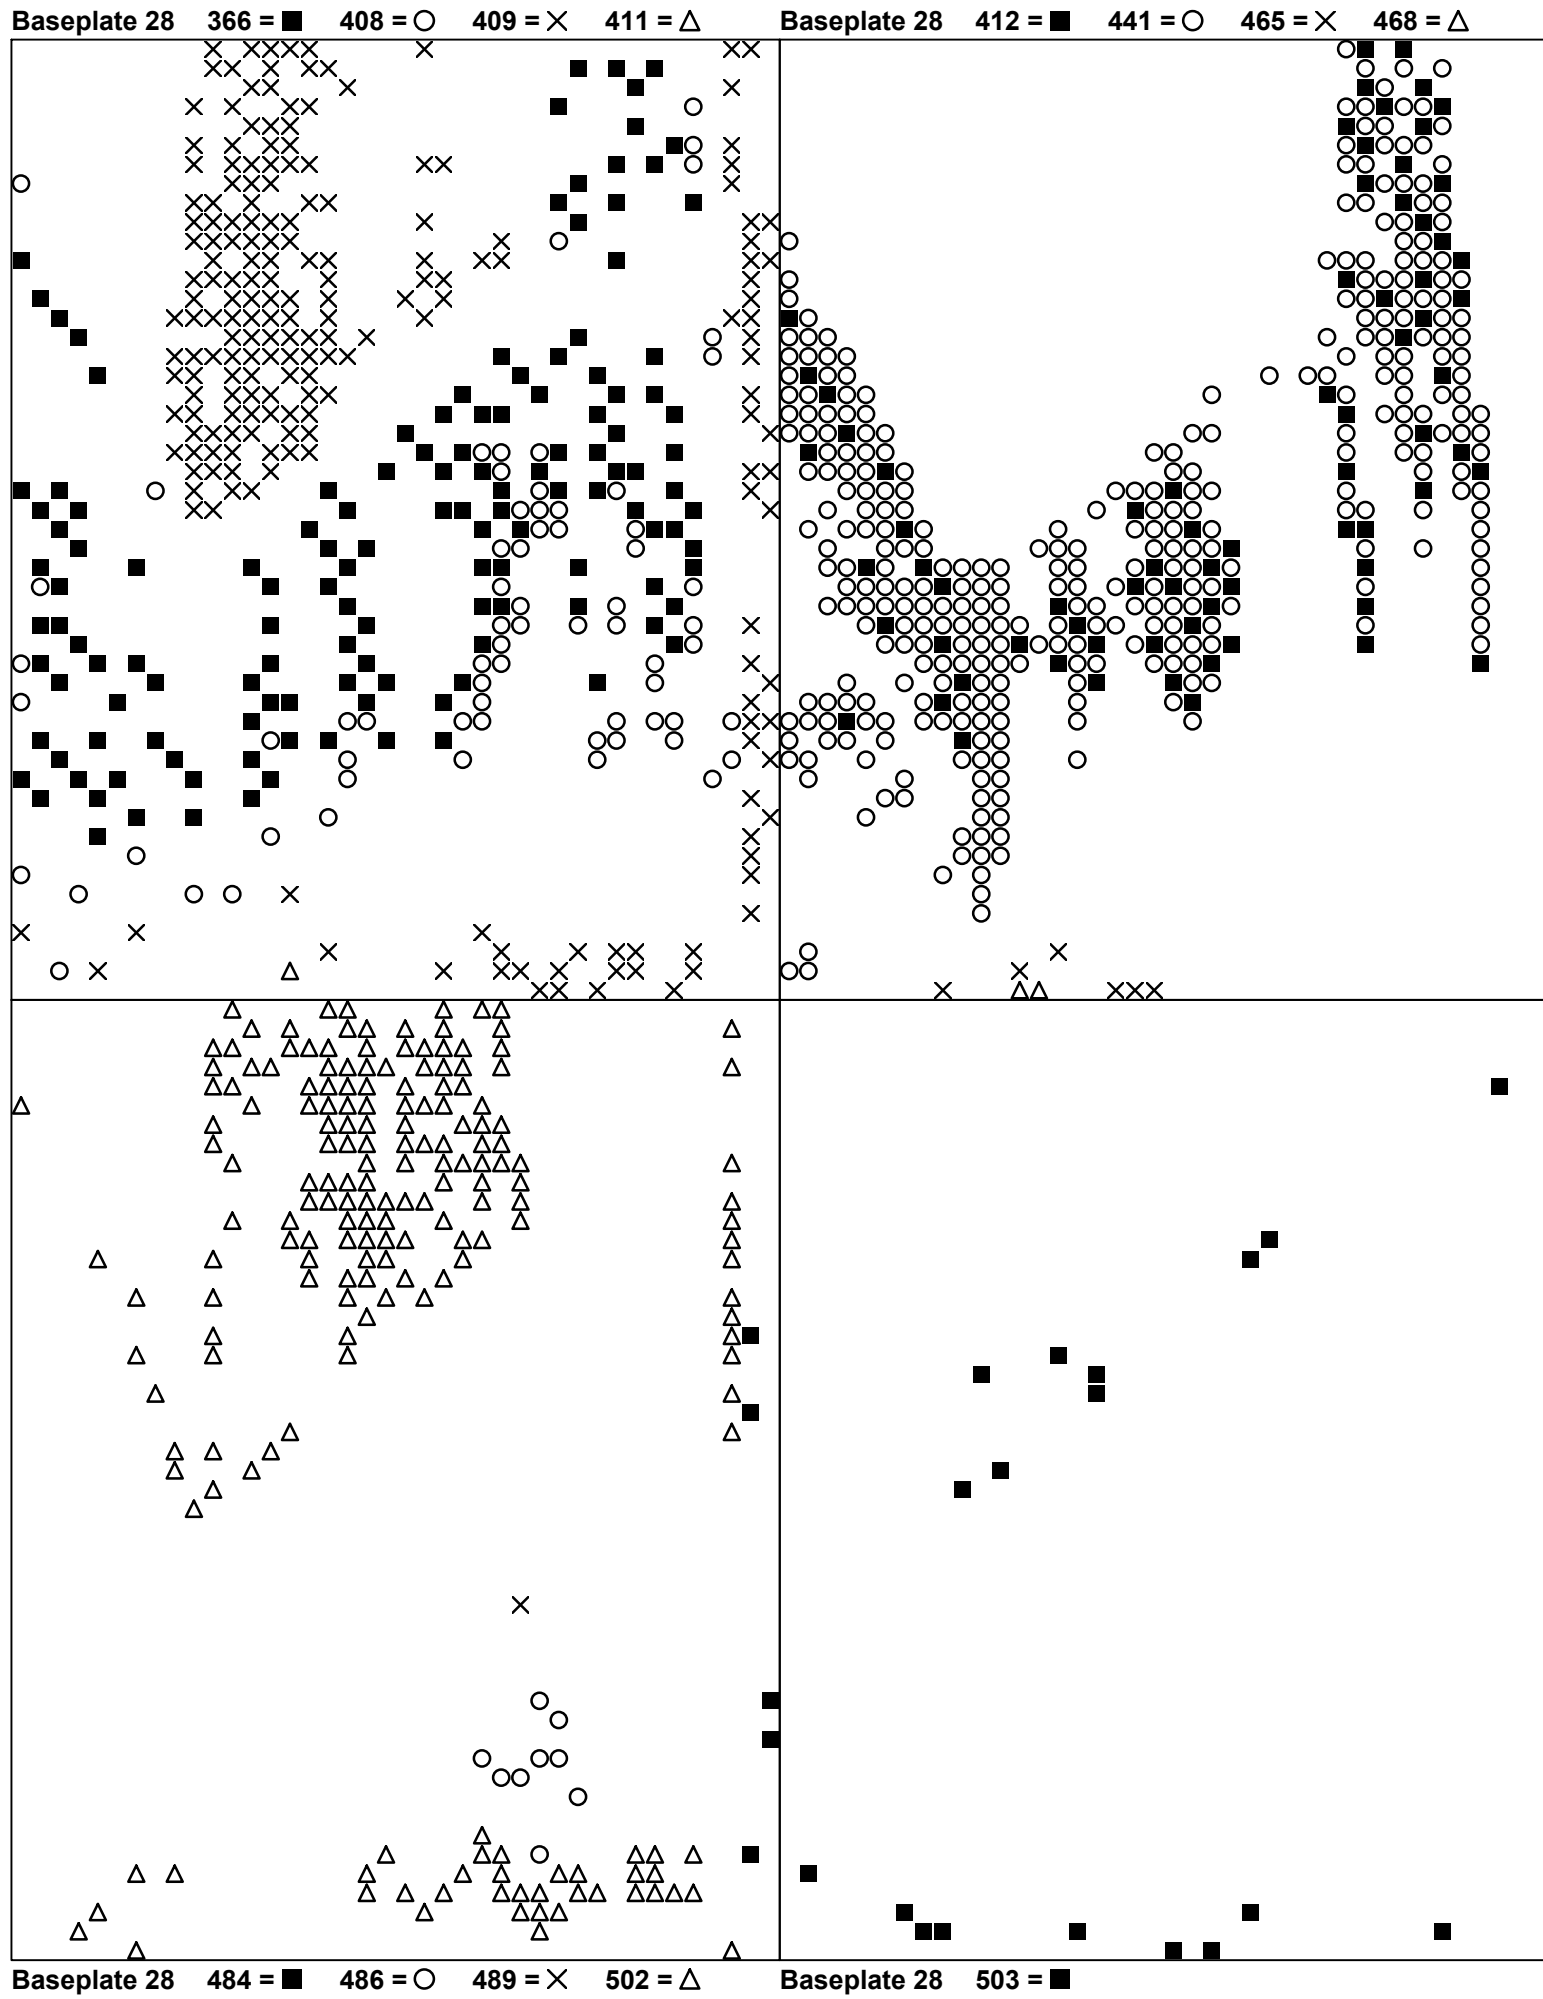 Baseplate 28 366 = ■ 408 = ○ 409 = × 411 = △
Baseplate 28 412 = ■ 441 = ○ 465 = × 468 = △
Baseplate 28 484 = ■ 486 = ○ 489 = × 502 = △
Baseplate 28 503 = ■